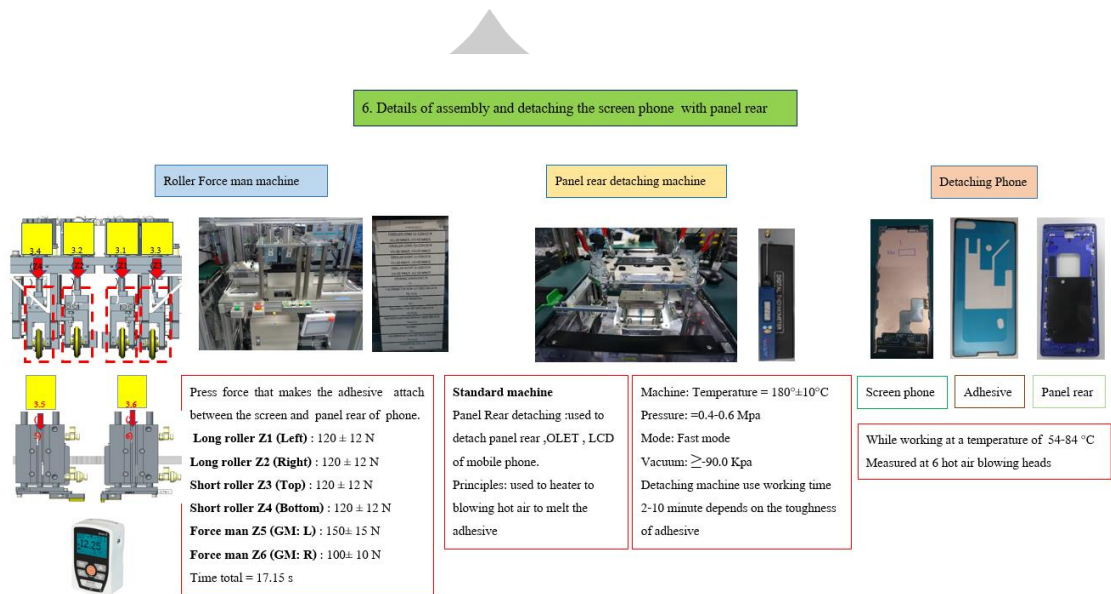 6. Details of assembly and detaching the screen phone with panel rear
Roller Force man machine
Panel rear detaching machine
Detaching Phone
3.4
3.2
3.1
3.3
3.5
3.6
12.25
Press force that makes the adhesive attach
between the screen and panel rear of phone.
Long roller Z1 (Left) : 120 ± 12 N
Long roller Z2 (Right) : 120 ± 12 N
Short roller Z3 (Top) : 120 ± 12 N
Short roller Z4 (Bottom) : 120 ± 12 N
Force man Z5 (GM: L) : 150± 15 N
Force man Z6 (GM: R) : 100± 10 N
Time total = 17.15 s
Standard machine
Panel Rear detaching :used to
detach panel rear ,OLET , LCD
of mobile phone.
Principles: used to heater to
blowing hot air to melt the
adhesive
Machine: Temperature = 180°±10°C
Pressure: =0.4-0.6 Mpa
Mode: Fast mode
Vacuum: ≥-90.0 Kpa
Detaching machine use working time
2-10 minute depends on the toughness
of adhesive
Screen phone
Adhesive
Panel rear
While working at a temperature of 54-84 °C
Measured at 6 hot air blowing heads